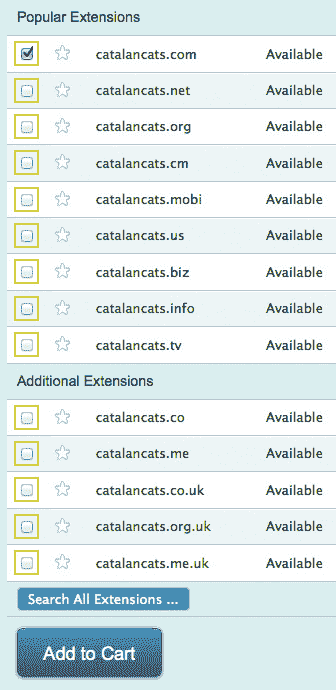 Popular Extensions
catalancats.com Available
catalancats.net Available
catalancats.org Available
catalancats.cm Available
catalancats.mobi Available
catalancats.us Available
catalancats.biz Available
catalancats.info Available
catalancats.tv Available
Additional Extensions
catalancats.co Available
catalancats.me Available
catalancats.co.uk Available
catalancats.org.uk Available
catalancats.me.uk Available
Search All Extensions ...
Add to Cart